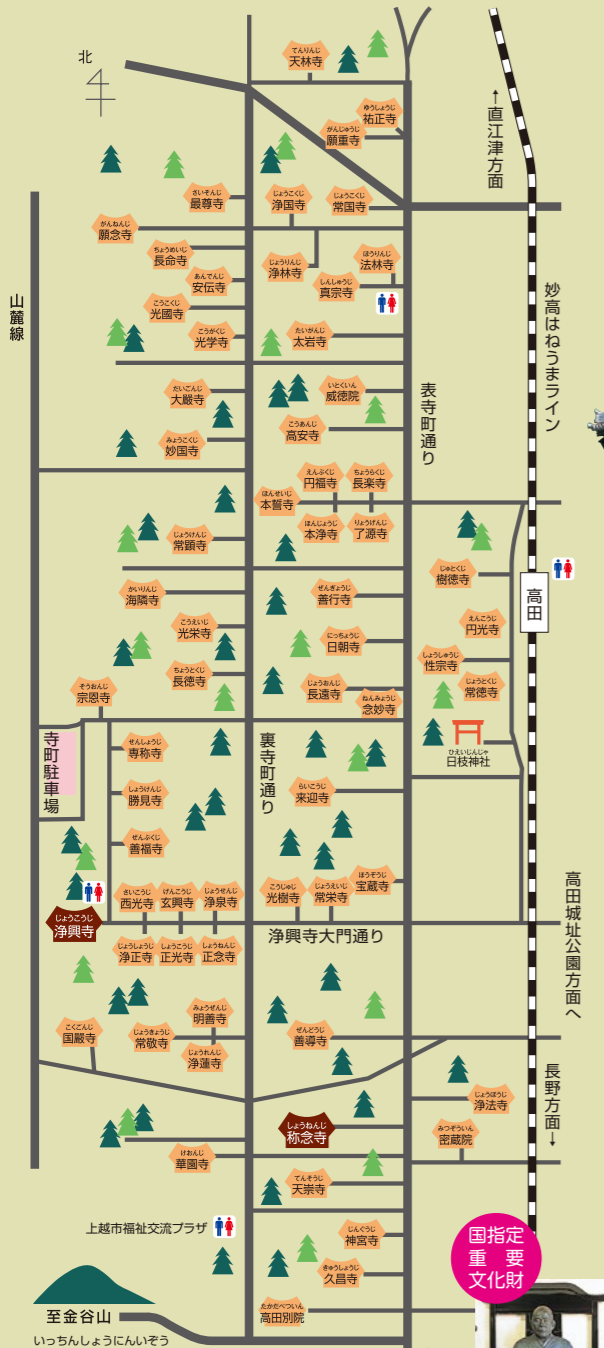 北
てんりんじ
天林寺
ゆうしょうじ
祐正寺
がんじゅうじ
願重寺
↑直江津方面
さいそんじ
最尊寺
じょうこくじ
浄国寺
じょうこくじ
常国寺
がんねんじ
願念寺
ちょうめいじ
長命寺
じょうりんじ
浄林寺
ほうりんじ
法林寺
あんでんじ
安伝寺
しんしゅうじ
真宗寺
こうこくじ
光國寺
こうがくじ
光学寺
たいがんじ
太岩寺
山麓線
妙高はねうまライン
だいごんじ
大嚴寺
いとくいん
威徳院
表寺町通り
みょうこくじ
妙国寺
こうあんじ
高安寺
えんぷくじ
円福寺
ちょうらくじ
長楽寺
ほんせいじ
本誓寺
じょうけんじ
常顕寺
ほんじょうじ
本浄寺
りょうげんじ
了源寺
じゅとくじ
樹徳寺
高田
かいりんじ
海隣寺
ぜんぎょうじ
善行寺
こうえいじ
光栄寺
にっちょうじ
日朝寺
えんこうじ
円光寺
しょうしゅうじ
性宗寺
ちょうとくじ
長徳寺
じょうおんじ
長遠寺
ねんみょうじ
念妙寺
じょうとくじ
常徳寺
そうおんじ
宗恩寺
ひえいじんじゃ
日枝神社
寺町駐車場
せんしょうじ
専称寺
裏寺町通り
しょうけんじ
勝見寺
らいこうじ
来迎寺
ぜんぷくじ
善福寺
さいこうじ
西光寺
げんこうじ
玄興寺
じょうせんじ
浄泉寺
こうじゅじ
光樹寺
じょうえいじ
常栄寺
ほうぞうじ
宝蔵寺
じょうこうじ
浄興寺
浄興寺大門通り
高田城址公園方面へ
じょうしょうじ
浄正寺
しょうこうじ
正光寺
しょうねんじ
正念寺
みょうぜんじ
明善寺
こくごんじ
国嚴寺
じょうきょうじ
常敬寺
じょうれんじ
浄蓮寺
ぜんどうじ
善導寺
長野方面↓
じょうほうじ
浄法寺
しょうねんじ
称念寺
みつぞういん
密蔵院
けおんじ
華園寺
てんそうじ
天崇寺
上越市福祉交流プラザ
じんぐうじ
神宮寺
きゅうしょうじ
久昌寺
国指定
重要
文化財
たかだべついん
高田別院
至金谷山
いっちんしょうにんいぞう